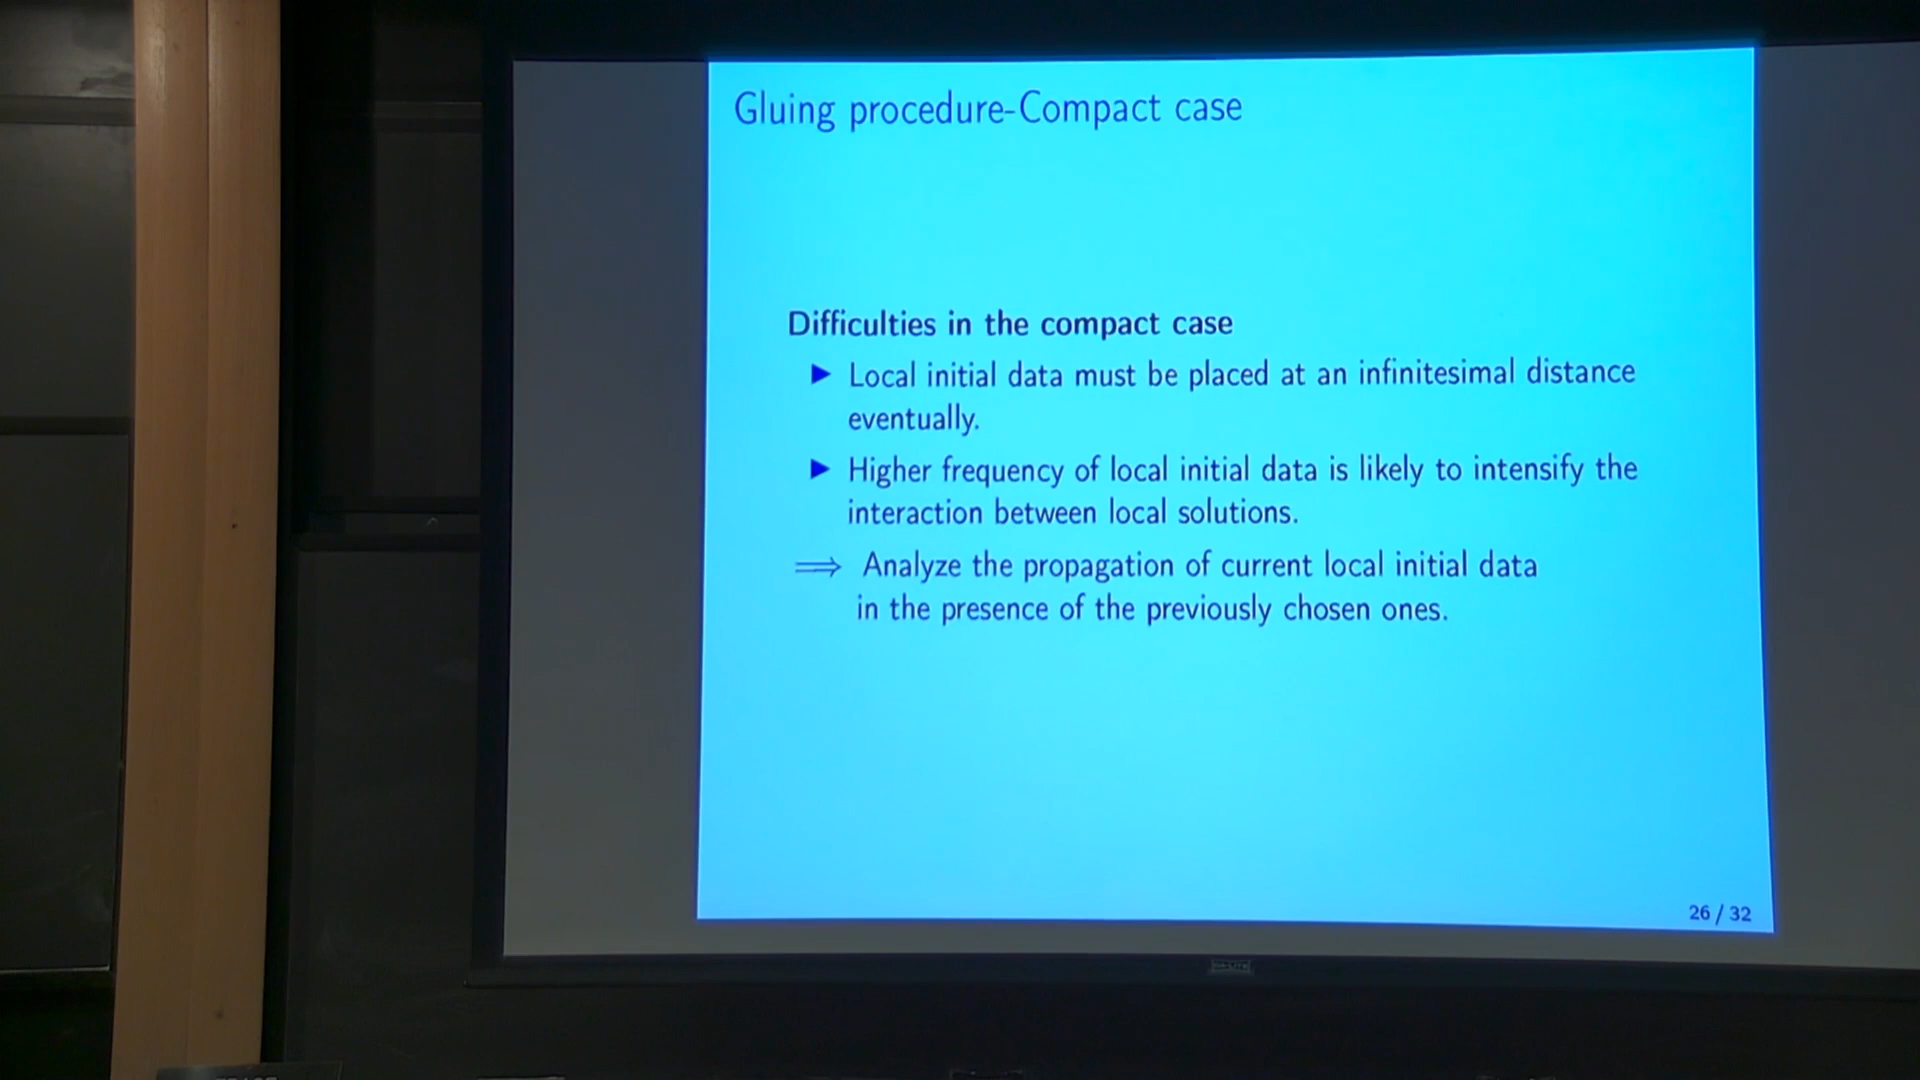 Gluing procedure-Compact case
Difficulties in the compact case
▶ Local initial data must be placed at an infinitesimal distance
eventually.
▶ Higher frequency of local initial data is likely to intensify the
interaction between local solutions.
⟹ Analyze the propagation of current local initial data
in the presence of the previously chosen ones.
26 / 32